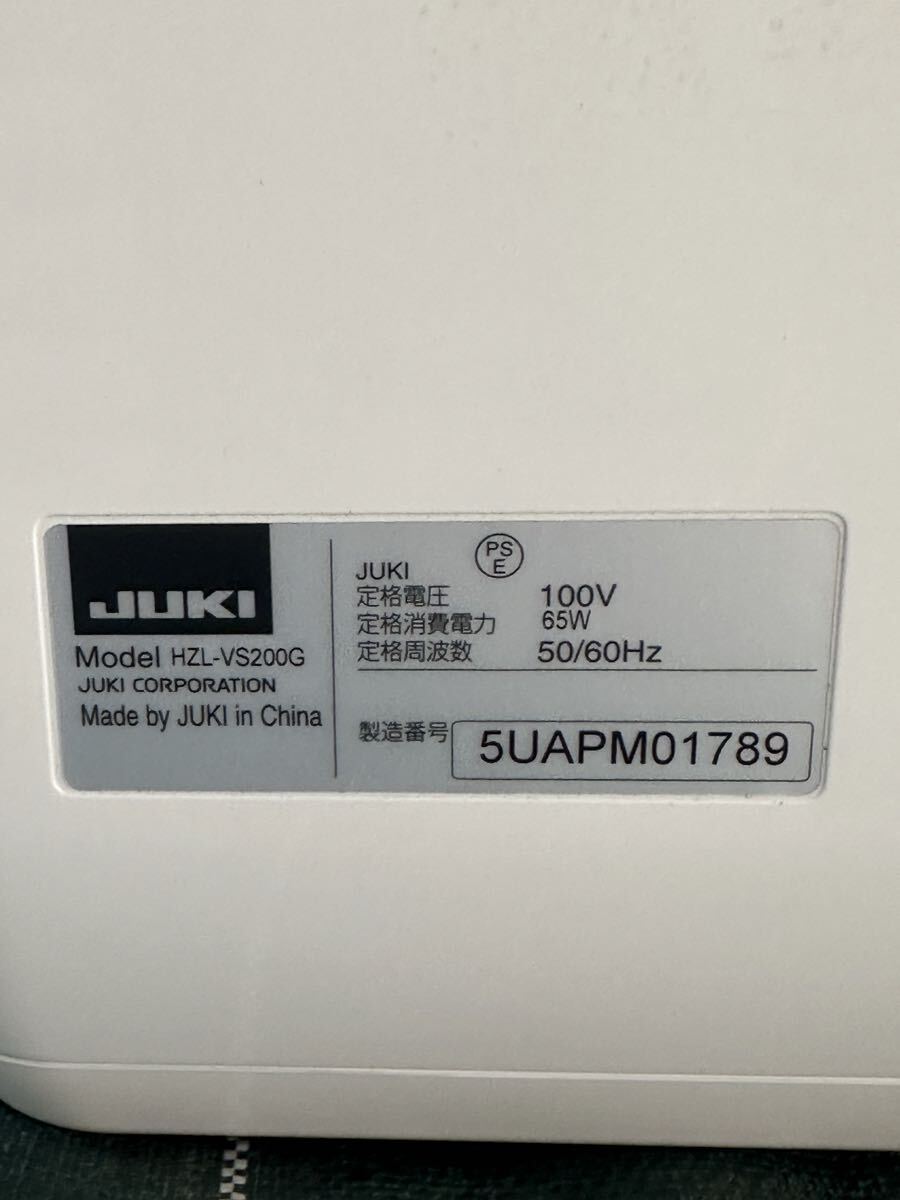 JUKI
Model HZL-VS200G
JUKI CORPORATION
Made by JUKI in China
PS
E
JUKI
定格電圧 100V
定格消費電力 65W
定格周波数 50/60Hz
製造番号 5UAPM01789